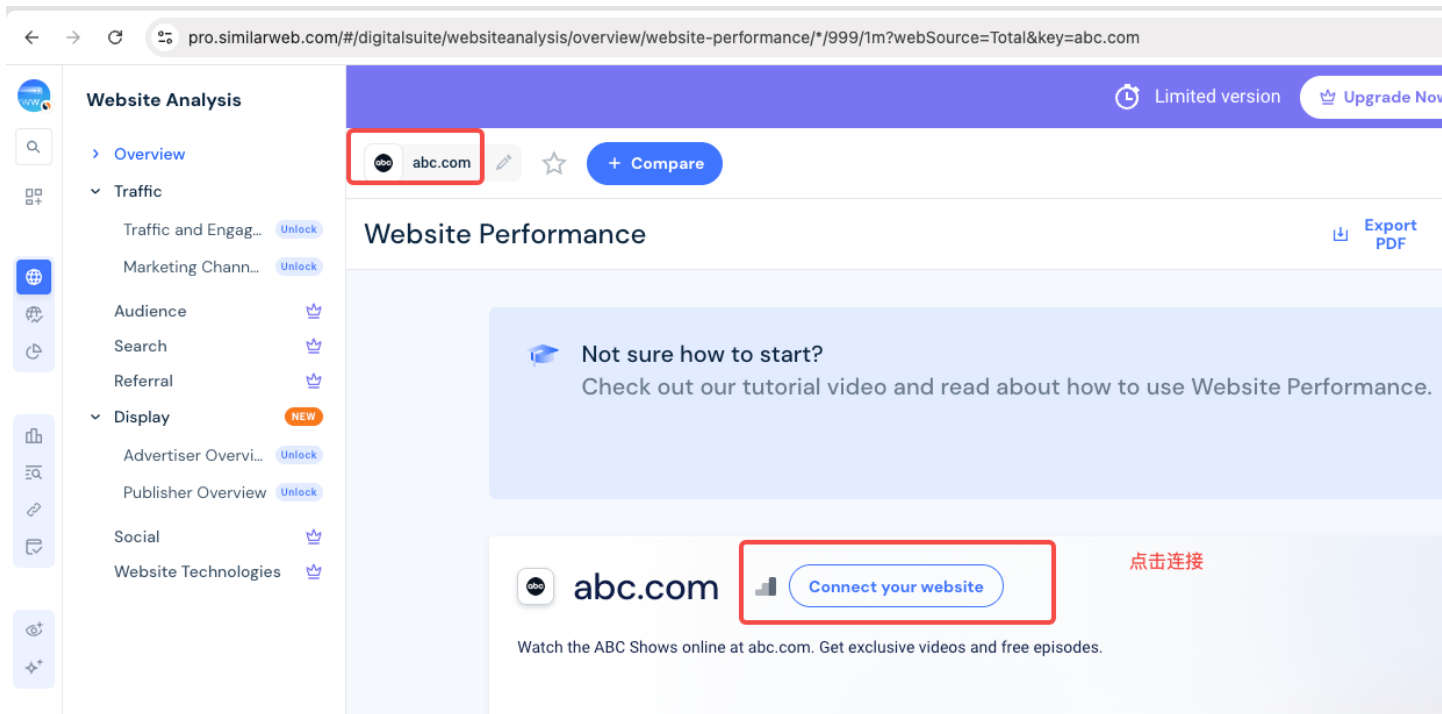 pro.similarweb.com/#/digitalsuite/websiteanalysis/overview/website-performance/*/999/1m?webSource=Total&key=abc.com
www
Website Analysis
Limited version
Upgrade Now
Overview
abc
abc.com
+ Compare
Traffic
Traffic and Engag... Unlock
Marketing Chann... Unlock
Website Performance
Export
PDF
Audience
Search
Referral
Display NEW
Advertiser Overvi... Unlock
Publisher Overview Unlock
Social
Website Technologies
Not sure how to start?
Check out our tutorial video and read about how to use Website Performance.
abc
abc.com
Connect your website
点击连接
Watch the ABC Shows online at abc.com. Get exclusive videos and free episodes.